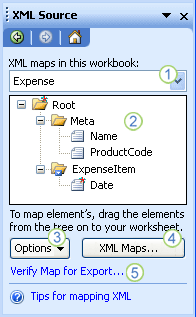 XML Source
XML maps in this workbook:
Expense
1
Root
Meta
2
Name
ProductCode
ExpenseItem
Date
To map element's, drag the elements
from the tree on to your worksheet.
3
4
Options
XML Maps...
Verify Map for Export...
5
Tips for mapping XML